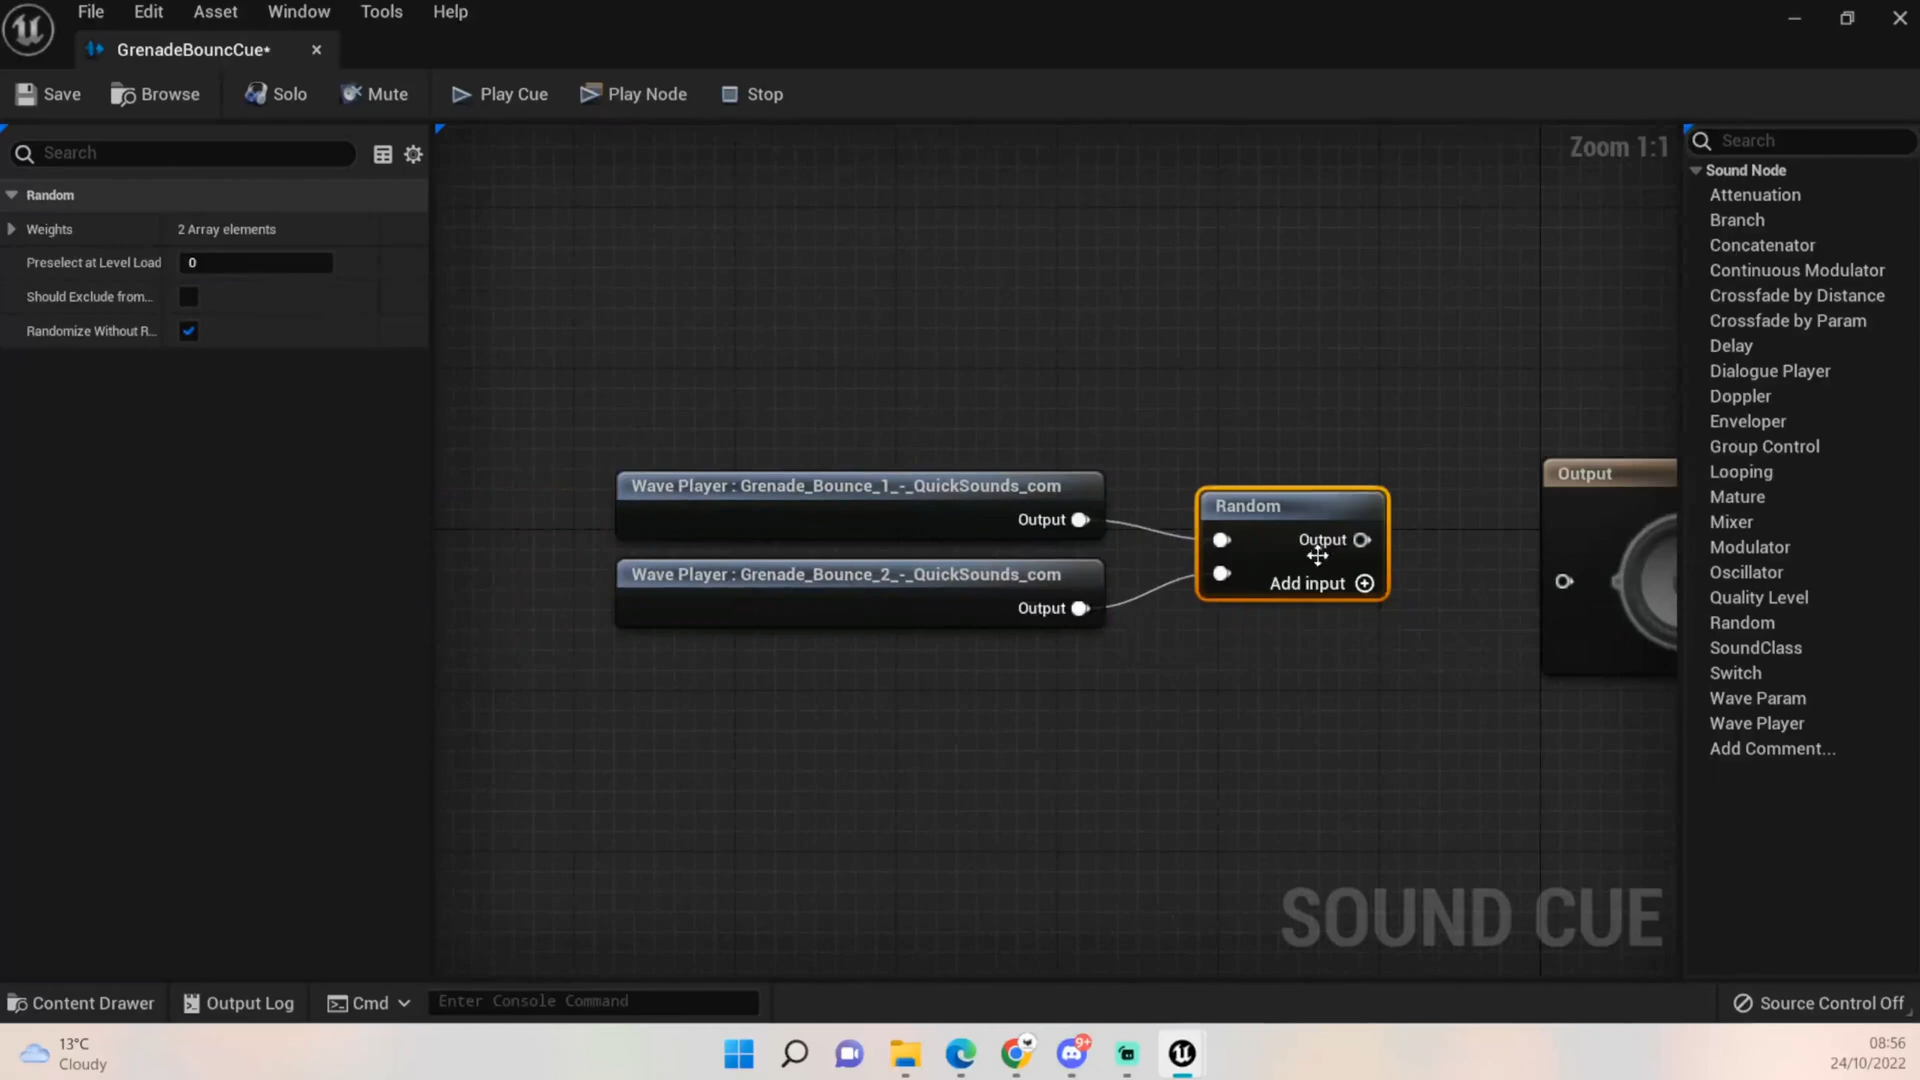 File Edit Asset Window Tools Help
GrenadeBouncCue*
Save Browse Solo Mute Play Cue Play Node Stop
Search
Random
Weights 2 Array elements
Preselect at Level Load 0
Should Exclude from...
Randomize Without R...
Zoom 1:1
Wave Player : Grenade_Bounce_1_-_QuickSounds_com
Output
Wave Player : Grenade_Bounce_2_-_QuickSounds_com
Output
Random
Output
Add input
Output
SOUND CUE
Search
Sound Node
Attenuation
Branch
Concatenator
Continuous Modulator
Crossfade by Distance
Crossfade by Param
Delay
Dialogue Player
Doppler
Enveloper
Group Control
Looping
Mature
Mixer
Modulator
Oscillator
Quality Level
Random
SoundClass
Switch
Wave Param
Wave Player
Add Comment...
Content Drawer Output Log Cmd Enter Console Command Source Control Off
13°C
Cloudy
9+
08:56
24/10/2022